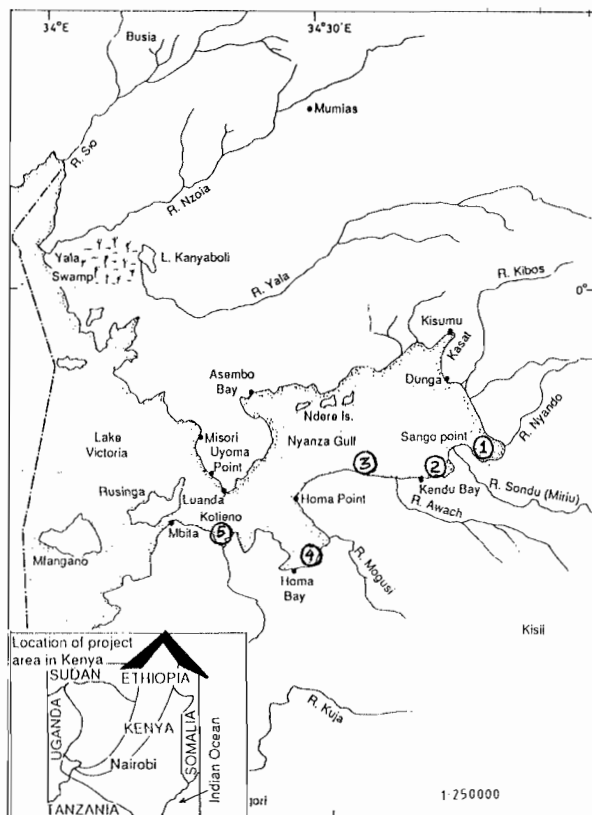 34°E
34°30'
Busia
Mumias
R. Sio
R. Nzoia
Yala
Swamp
L. Kanyaboli
R. Yala
R. Kibos
0°
Kisumu
Kasat
Dunga
Asembo
Bay
Ndere Is.
R. Nyando
Misori
Uyoma
Point
Lake
Victoria
Nyanza Gulf
Sango point
1
2
3
Kendu Bay
R. Sondu (Miriu)
R. Awach
Rusinga
Luanda
Kotieno
Homa Point
Mbita
5
4
Mfangano
Homa
Bay
R. Mogusi
Kisii
Location of project
area in Kenya
SUDAN
ETHIOPIA
UGANDA
KENYA
SOMALIA
Nairobi
Indian Ocean
TANZANIA
R. Kuja
gori
1:250000